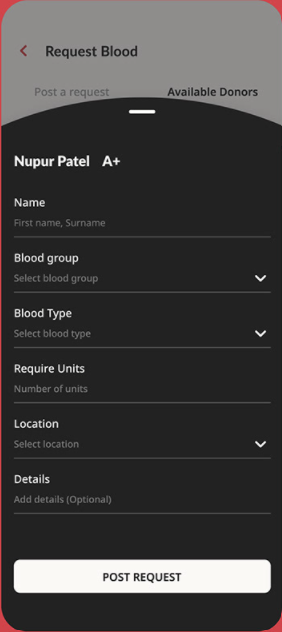 Request Blood
Post a request Available Donors
Nupur Patel A+
Name
First name, Surname
Blood group
Select blood group
Blood Type
Select blood type
Require Units
Number of units
Location
Select location
Details
Add details (Optional)
POST REQUEST